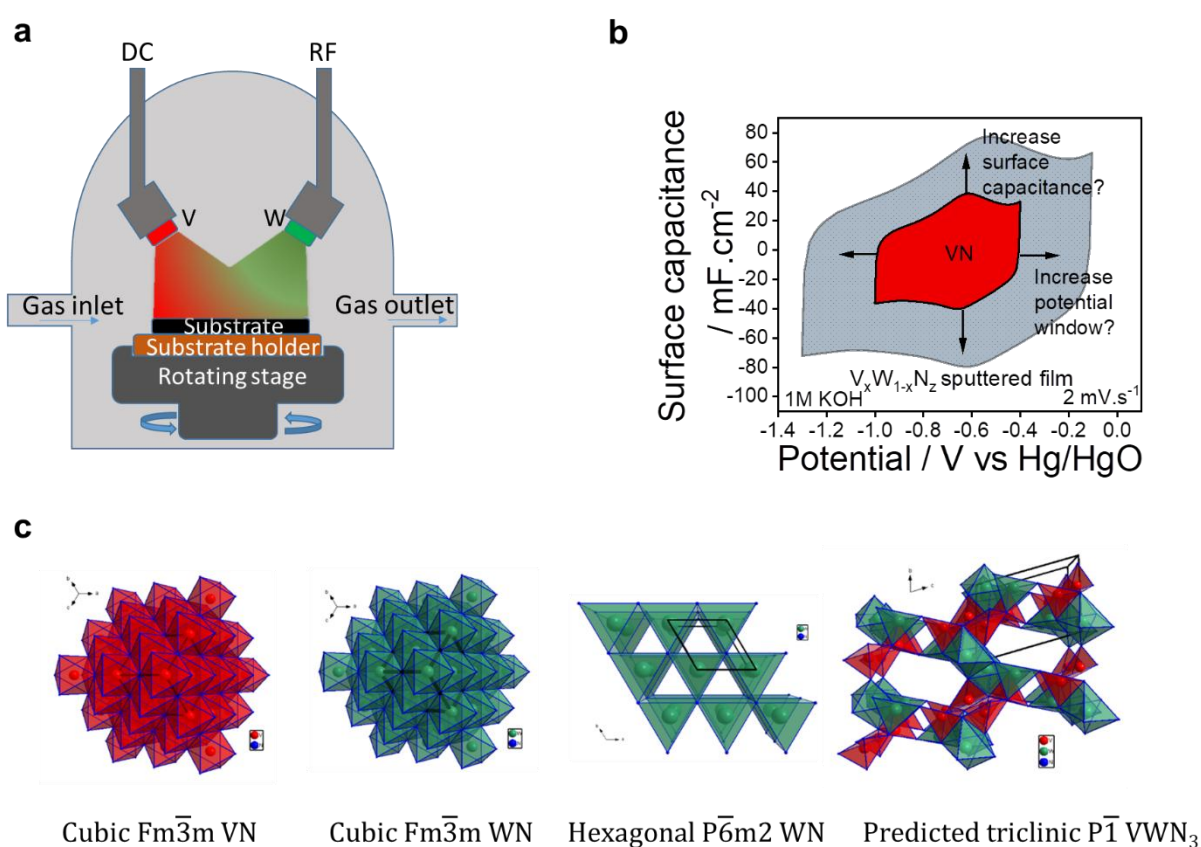 a
DC
RF
V
W
Gas inlet
Gas outlet
Substrate
Substrate holder
Rotating stage
b
Surface capacitance
/ mF.cm⁻²
80
60
40
20
0
-20
-40
-60
-80
-100
Increase
surface
capacitance?
VN
Increase
potential
window?
VₓW₁₋ₓN_z sputtered film
1M KOH
2 mV.s⁻¹
-1.4 -1.2 -1.0 -0.8 -0.6 -0.4 -0.2 0.0
Potential / V vs Hg/HgO
c
Cubic Fm3̅m VN
Cubic Fm3̅m WN
Hexagonal P6̅m2 WN
Predicted triclinic P1̅ VWN₃